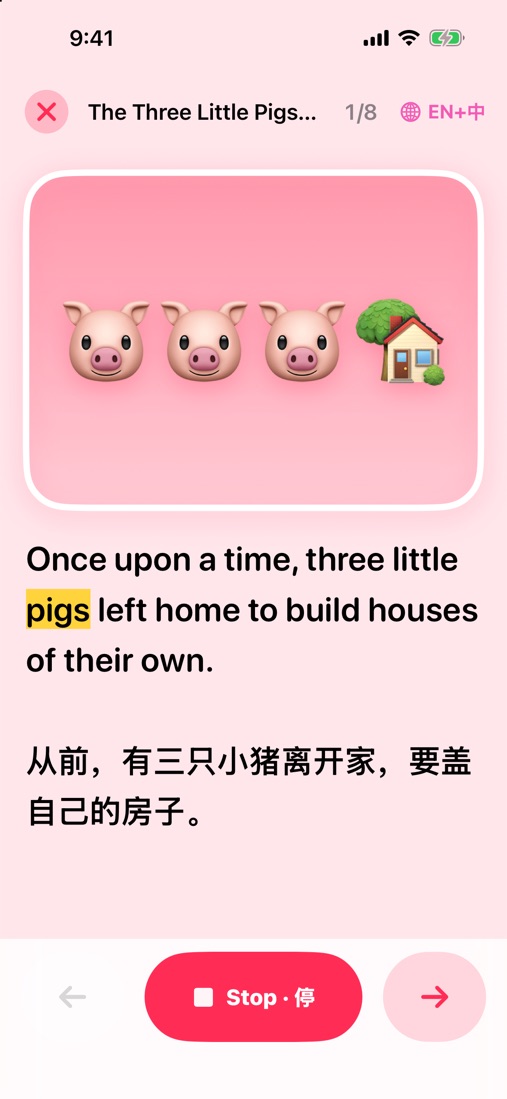 9:41
The Three Little Pigs...
1/8
EN+中
Once upon a time, three little
pigs left home to build houses
of their own.
从前，有三只小猪离开家，要盖
自己的房子。
Stop · 停